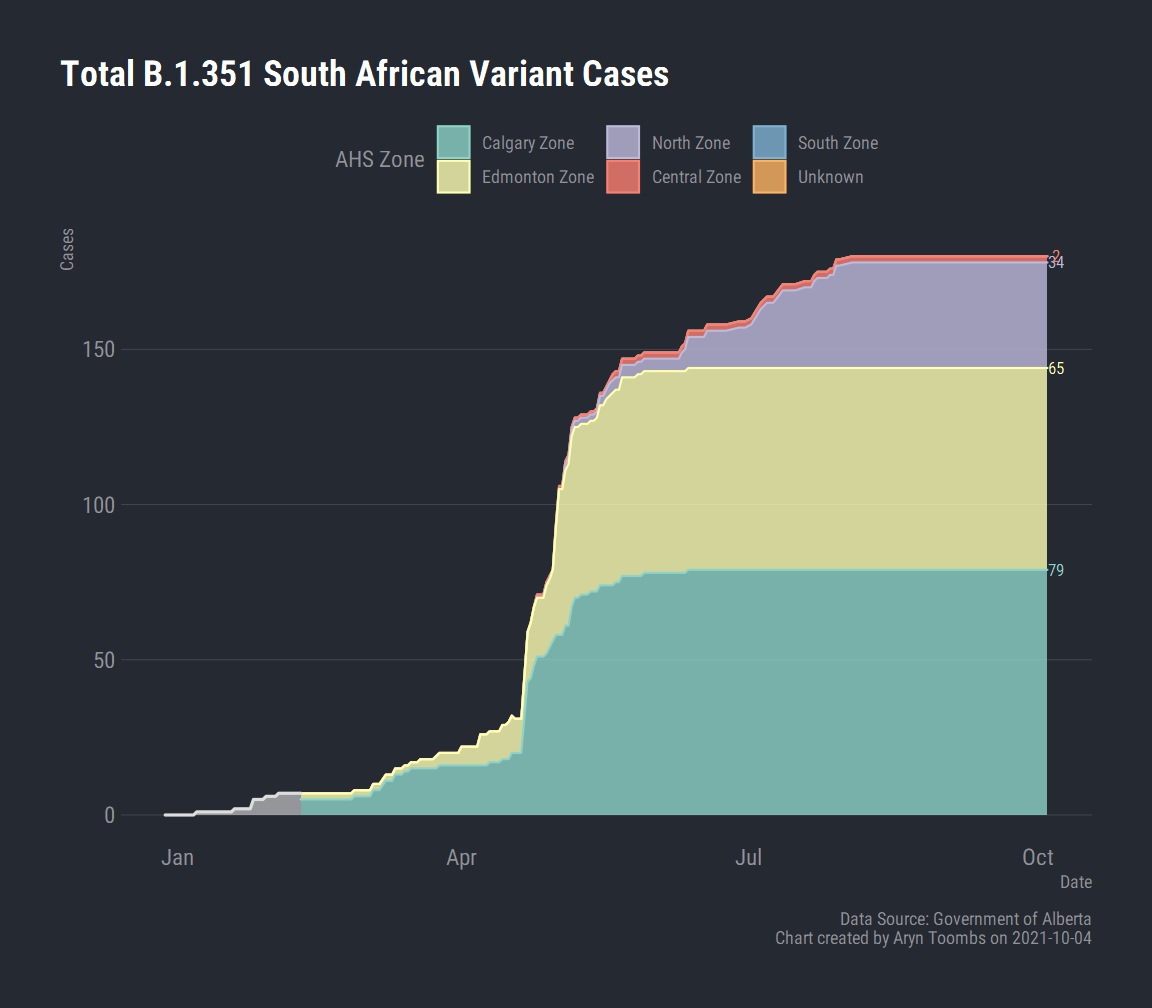 Total B.1.351 South African Variant Cases
AHS Zone
Calgary Zone
North Zone
South Zone
Edmonton Zone
Central Zone
Unknown
Cases
2
34
150
65
100
79
50
0
Jan
Apr
Jul
Oct
Date
Data Source: Government of Alberta
Chart created by Aryn Toombs on 2021-10-04